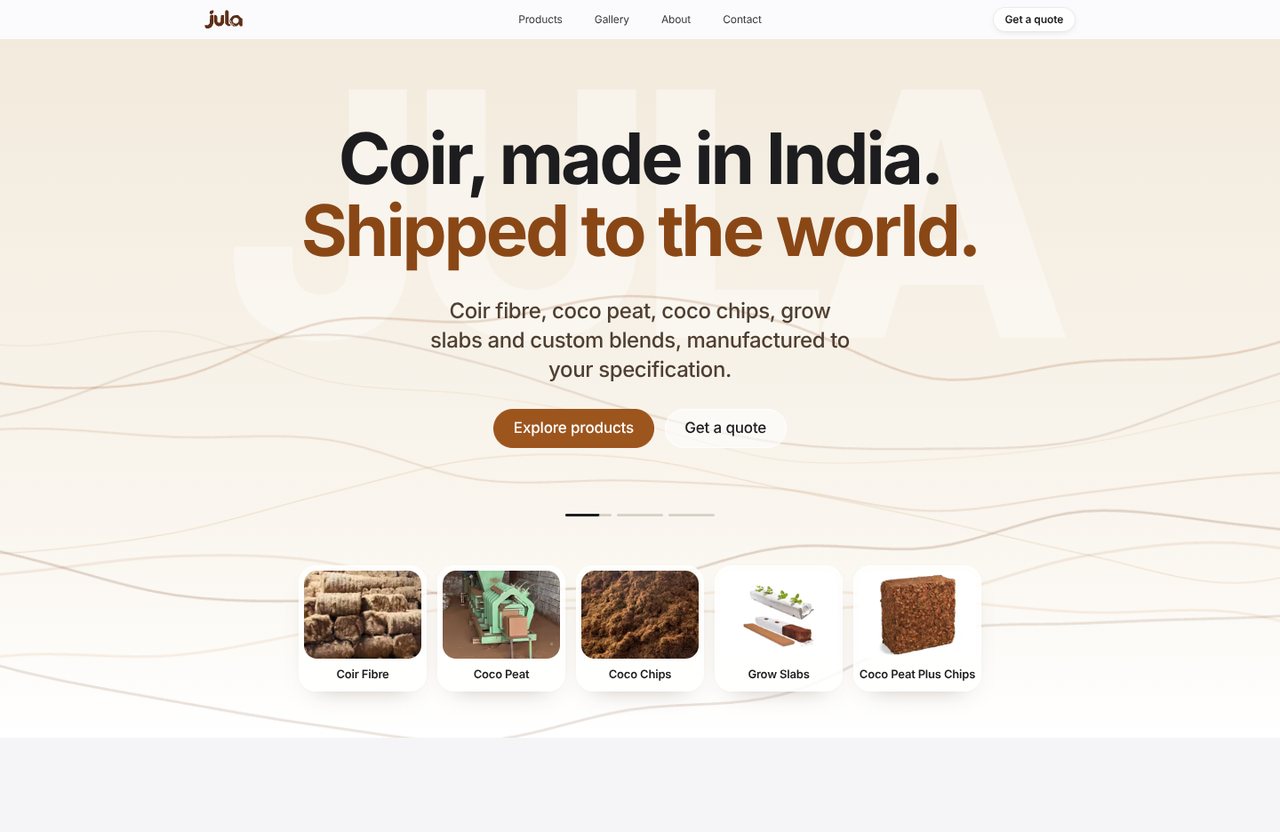 jula
Products
Gallery
About
Contact
Get a quote
JULA
Coir, made in India.
Shipped to the world.
Coir fibre, coco peat, coco chips, grow
slabs and custom blends, manufactured to
your specification.
Explore products
Get a quote
Coir Fibre
Coco Peat
Coco Chips
Grow Slabs
Coco Peat Plus Chips